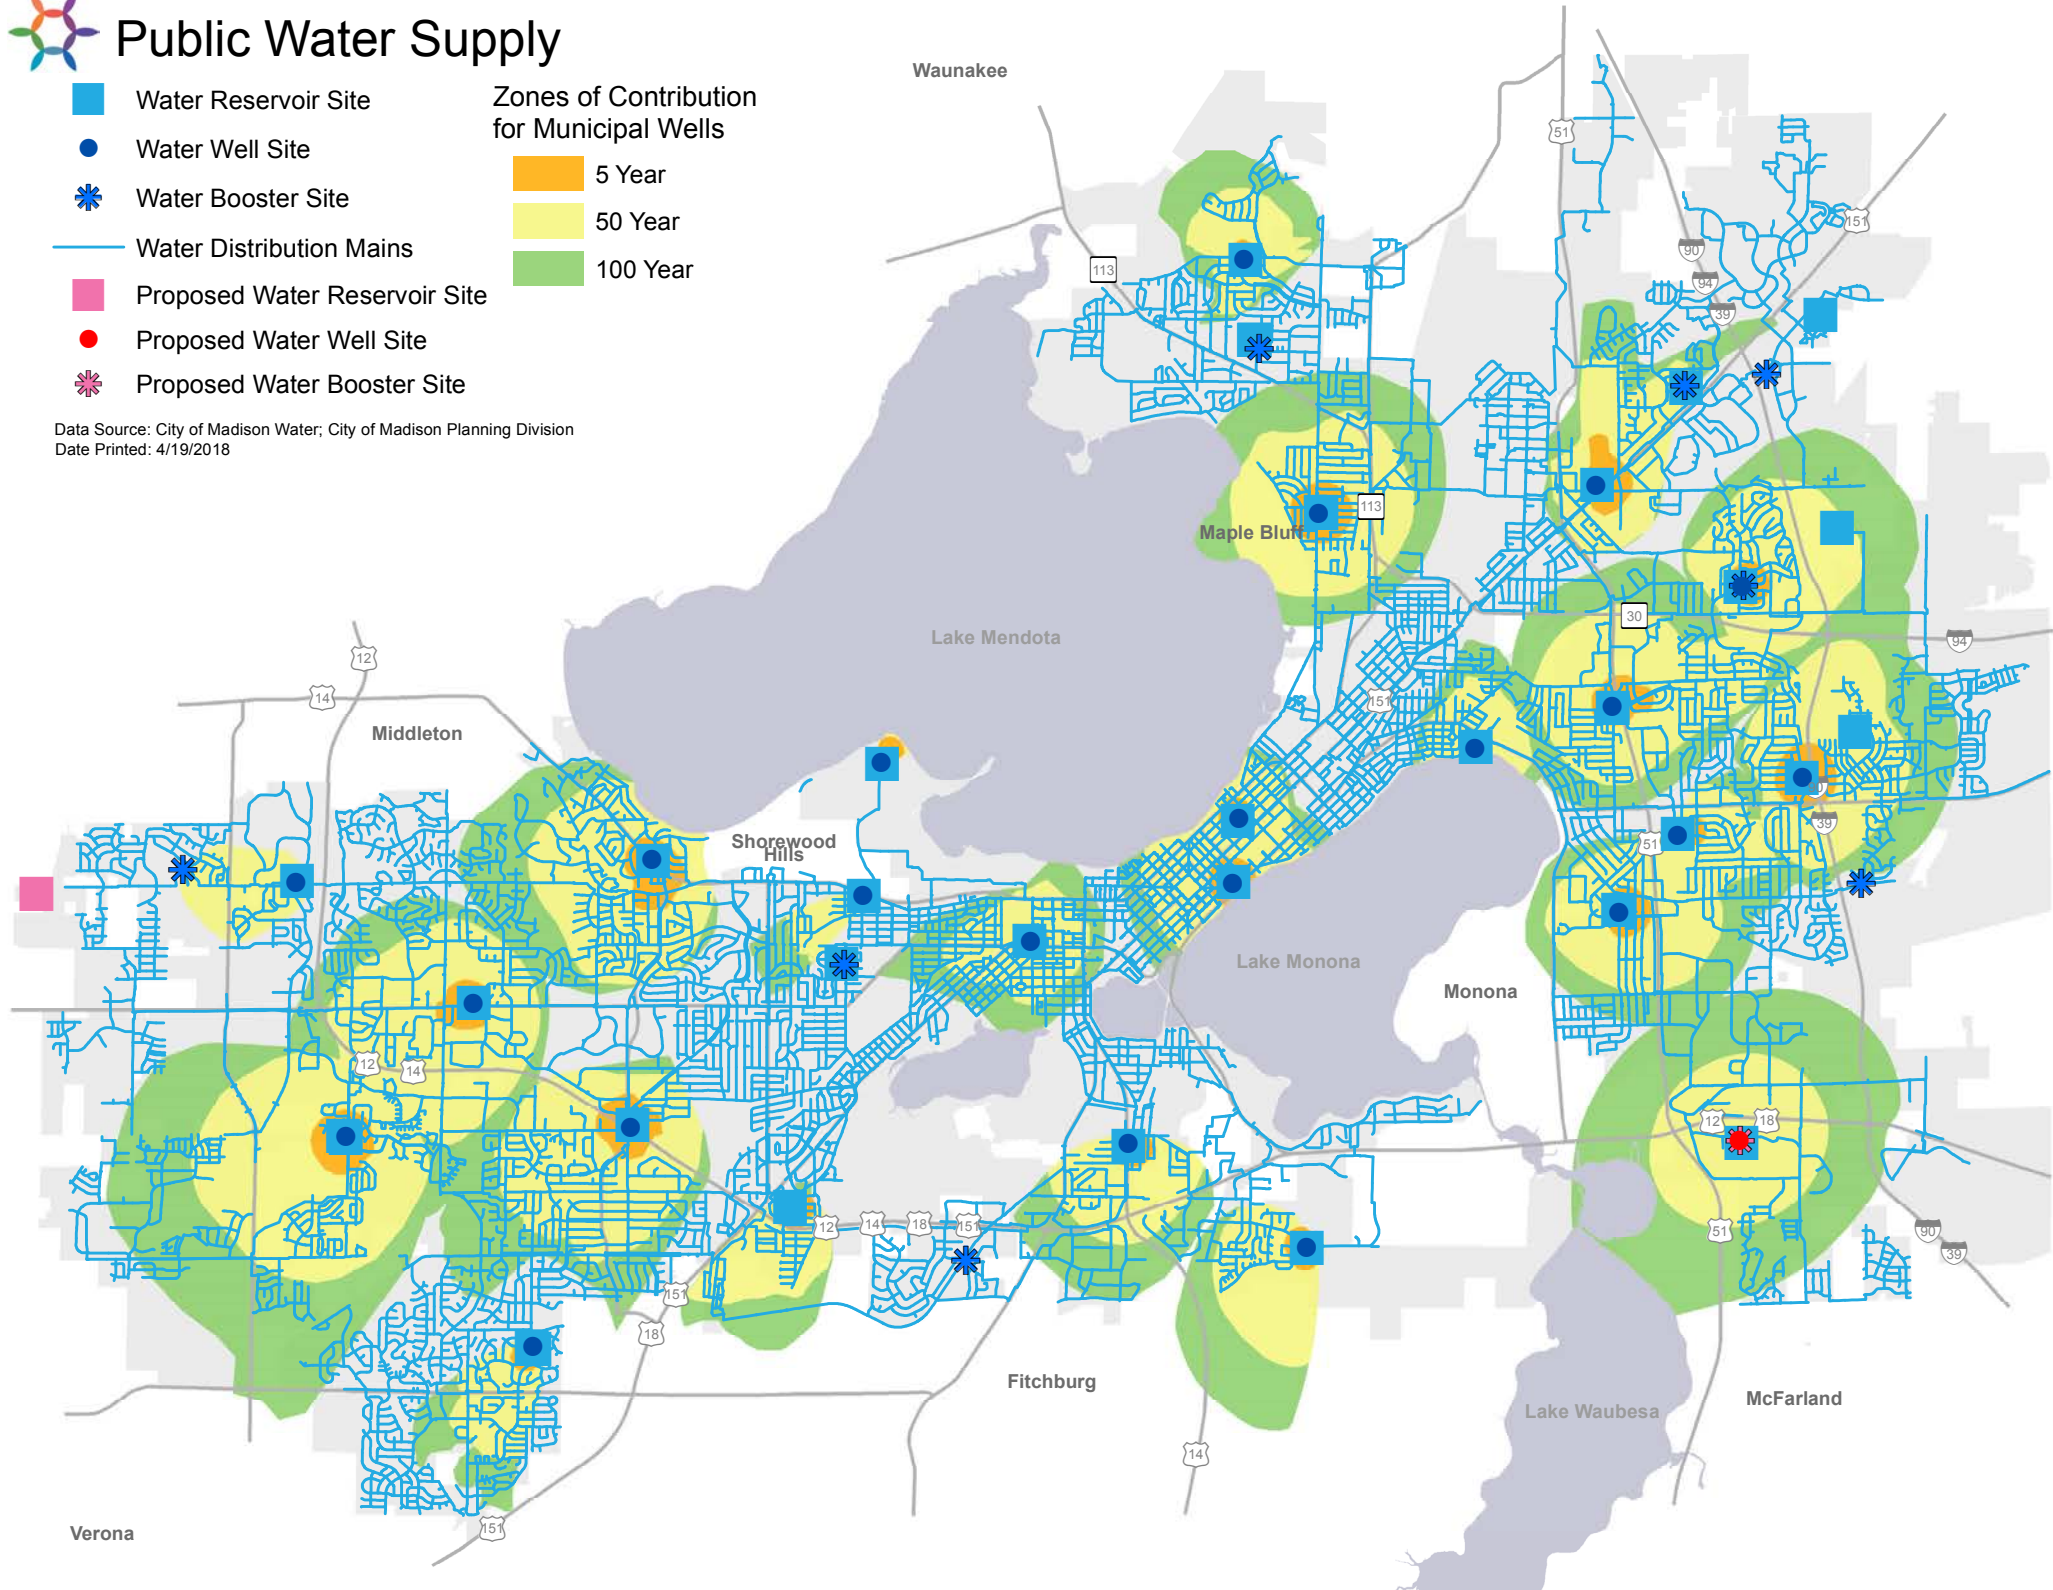 Public Water Supply
Water Reservoir Site
Water Well Site
Water Booster Site
Water Distribution Mains
Proposed Water Reservoir Site
Proposed Water Well Site
Proposed Water Booster Site
Zones of Contribution
for Municipal Wells
5 Year
50 Year
100 Year
Data Source: City of Madison Water; City of Madison Planning Division
Date Printed: 4/19/2018
Waunakee
51
151
90
94
39
113
113
Maple Bluff
30
94
Lake Mendota
12
14
151
Middleton
Shorewood
Hills
39
51
Lake Monona
Monona
12
14
12
18
12
14
18
151
51
90
39
151
18
Fitchburg
McFarland
Lake Waubesa
14
151
Verona